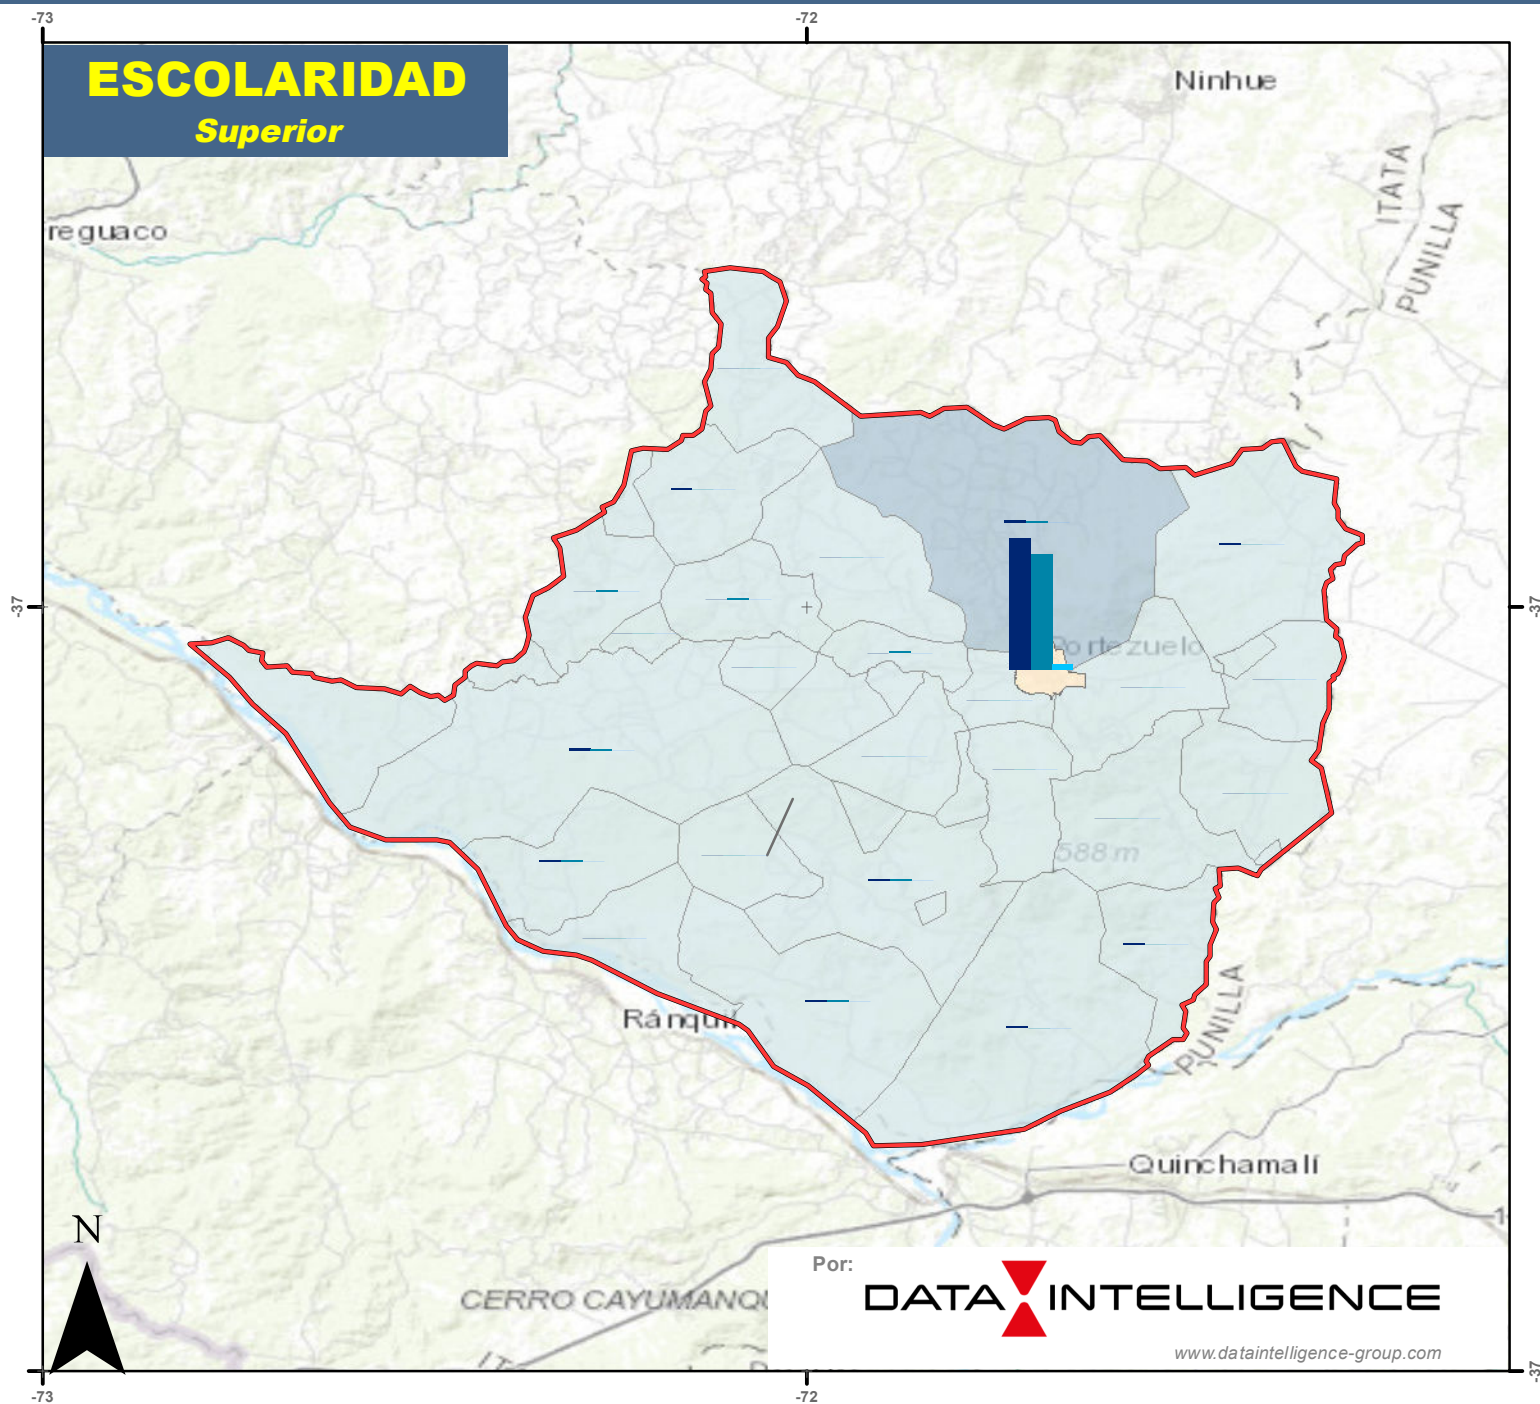 -73
-72
ESCOLARIDAD
Superior
Ninhue
ITATA
PUNILLA
reguaco
-37
-37
Portezuelo
588 m
Ránquil
PUNILLA
Quinchamalí
N
CERRO CAYUMANQU
Por:
DATA INTELLIGENCE
www.dataintelligence-group.com
-37
-73
-72